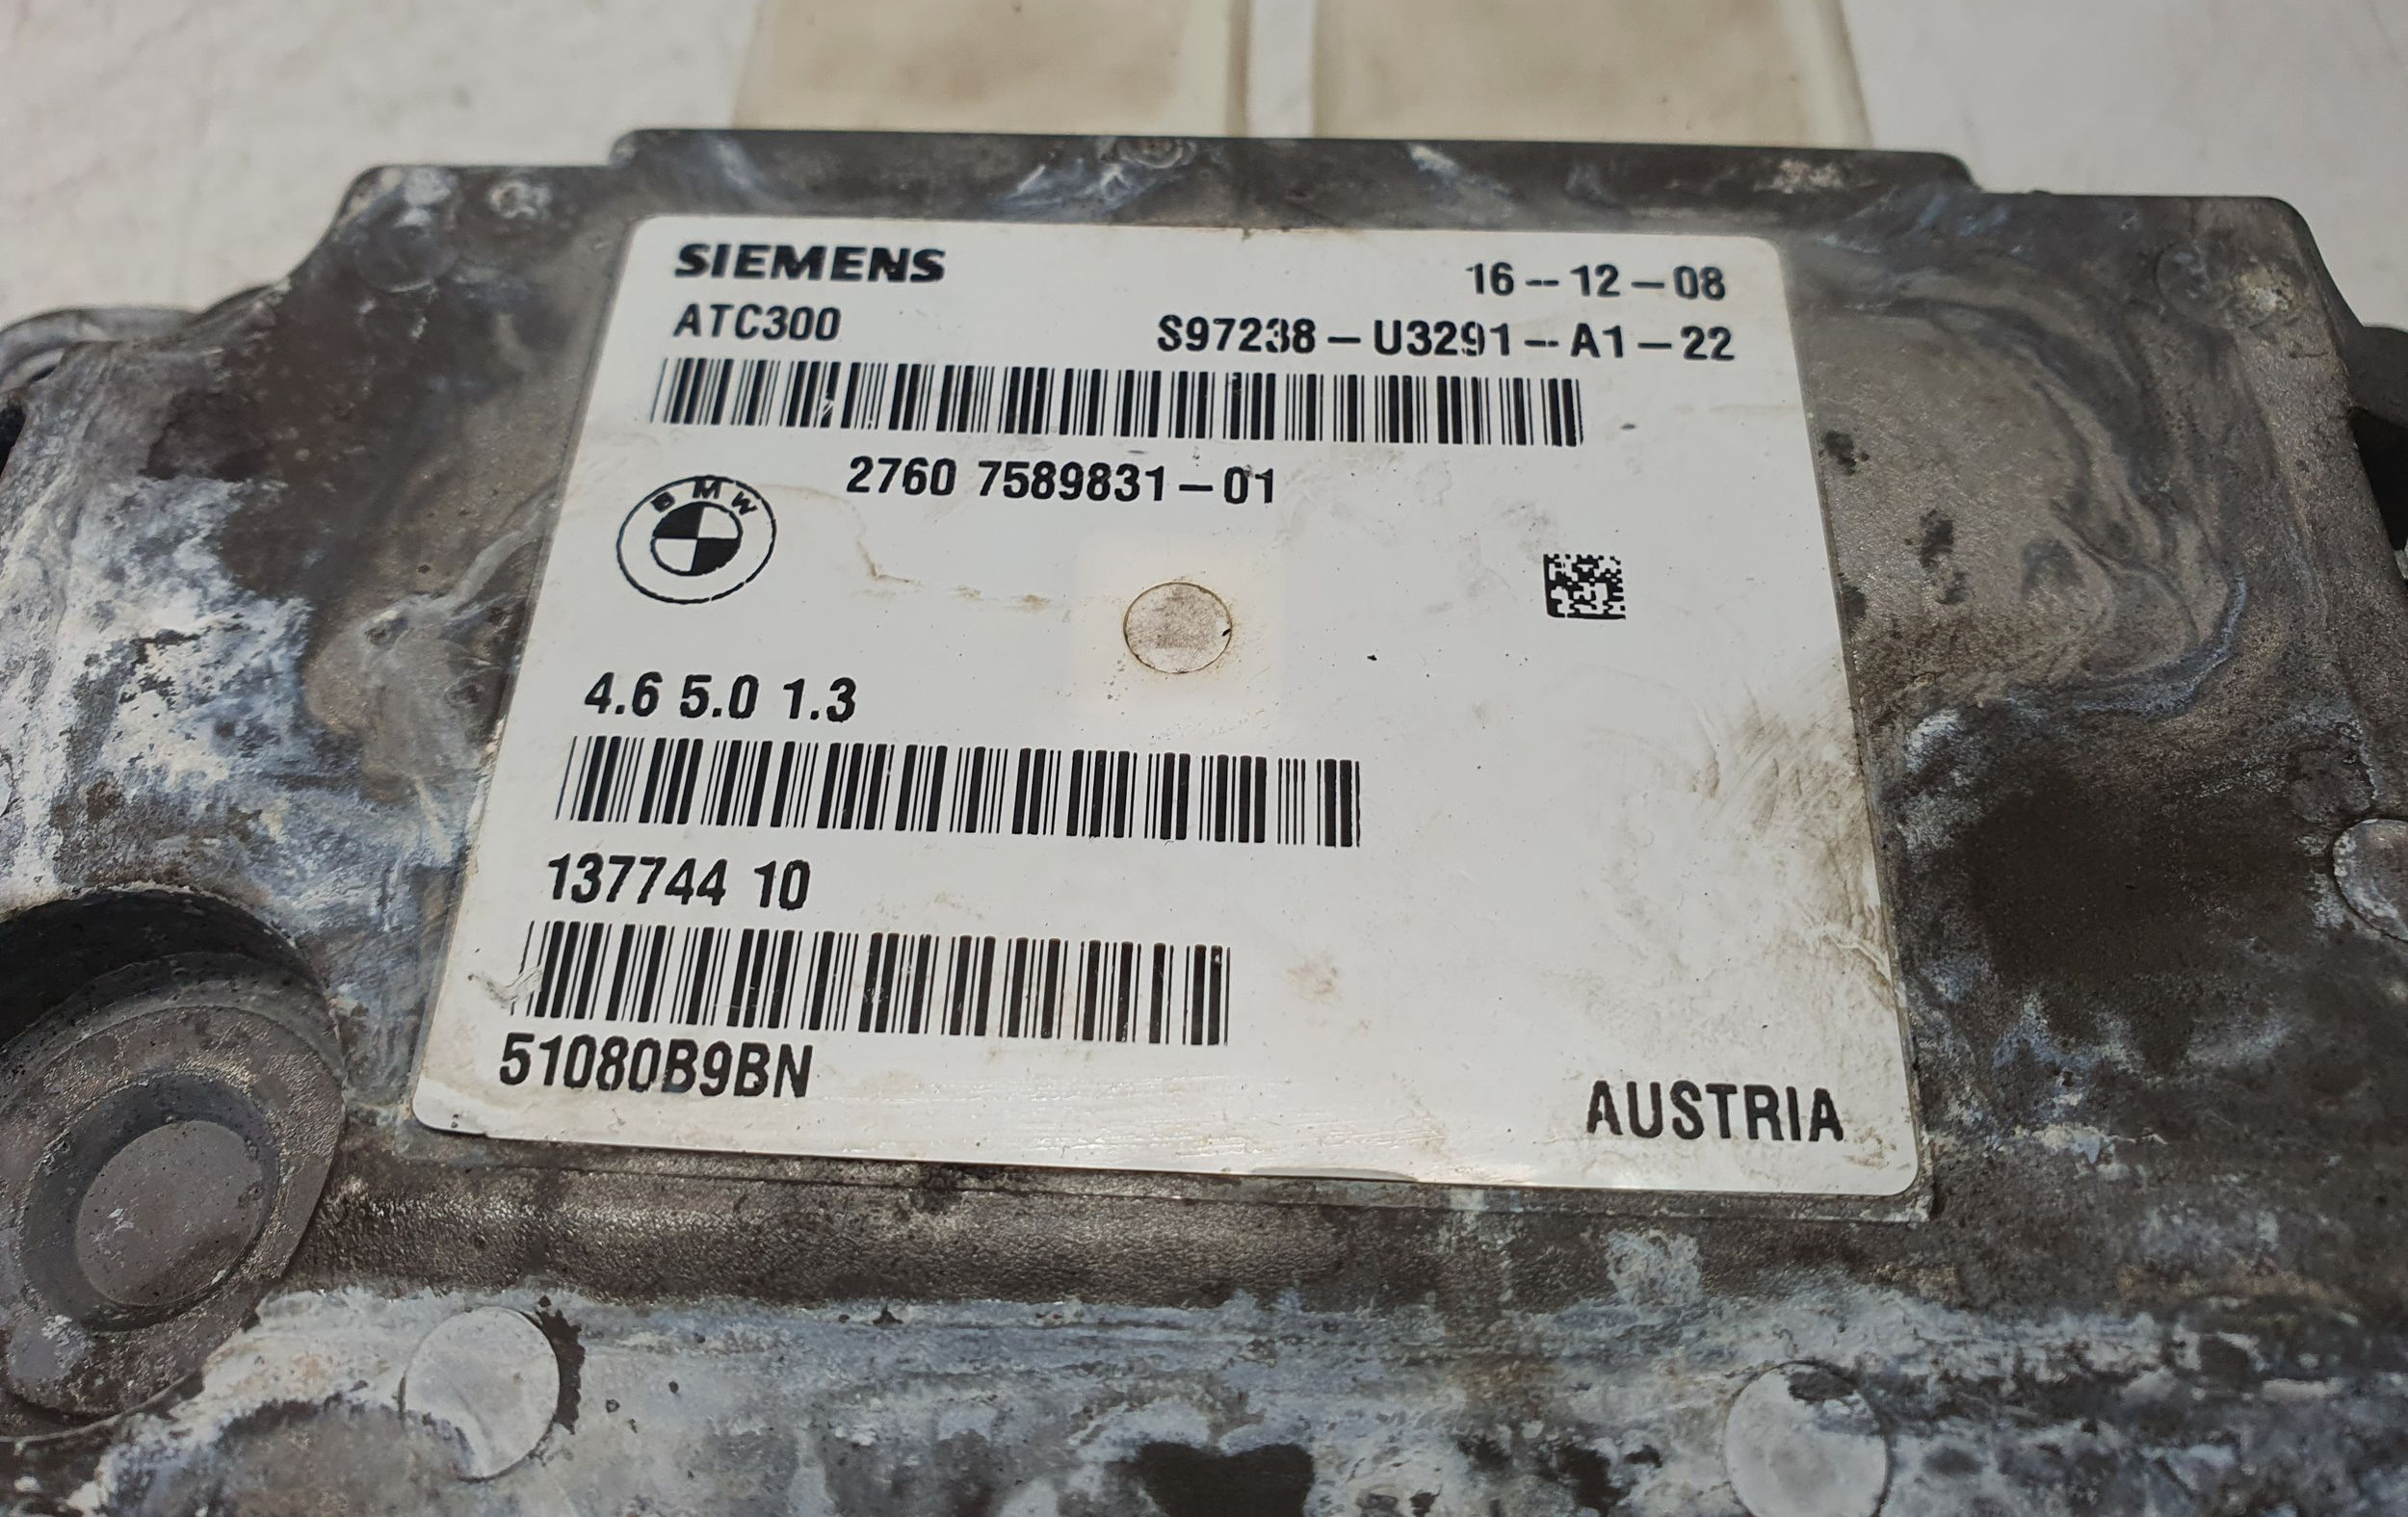 SIEMENS
16--12-08
ATC300
S97238-U3291--A1-22
2760 7589831-01
BMW
4.6 5.0 1.3
137744 10
51080B9BN
AUSTRIA